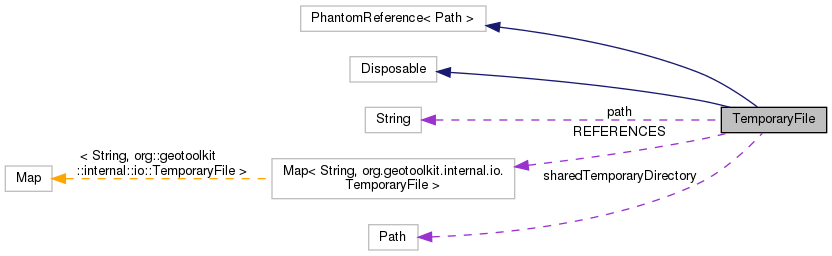 PhantomReference< Path >
Disposable
String
path
TemporaryFile
REFERENCES
< String, org::geotoolkit
::internal::io::TemporaryFile >
Map
Map< String, org.geotoolkit.internal.io.
TemporaryFile >
sharedTemporaryDirectory
Path